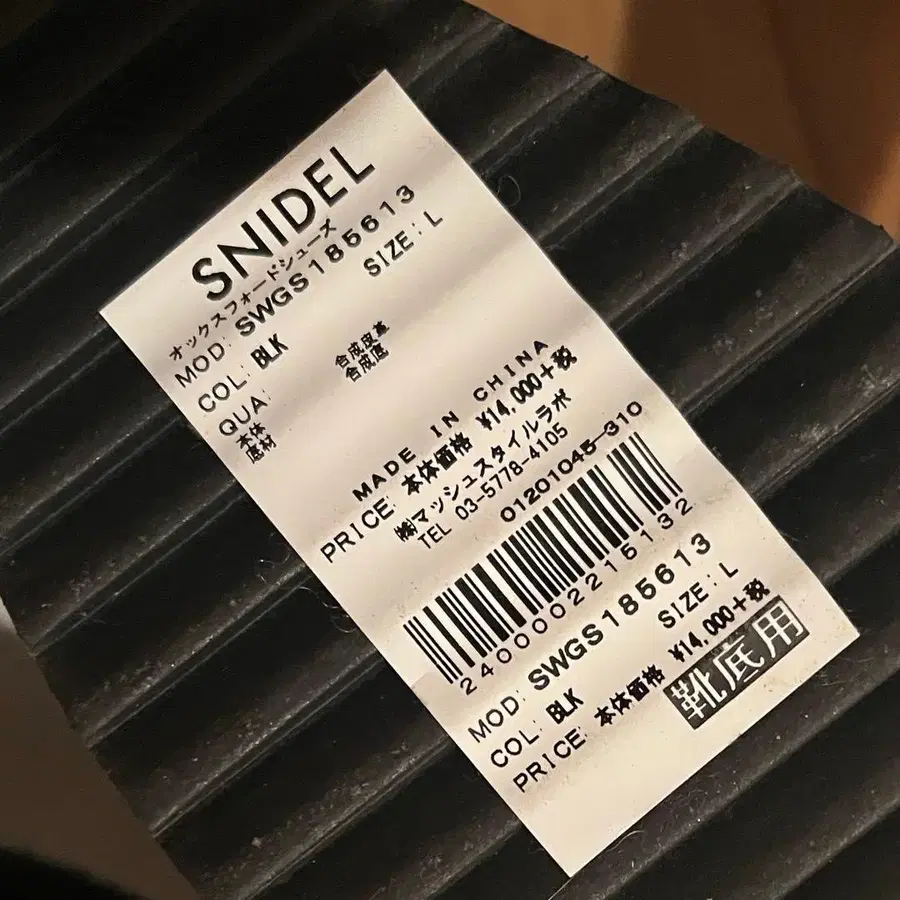 SNIDEL
オックスフォードシューズ
MOD: SWGS185613
SIZE: L
COL: BLK
QUA:
本体 合成皮革
底材 合成底
MADE IN CHINA
PRICE: 本体価格 ¥14,000+税
㈱マッシュスタイルラボ
TEL 03-5778-4105
01201045-310
2400002215132
MOD: SWGS185613
SIZE: L
COL: BLK
PRICE: 本体価格 ¥14,000+税
靴底用